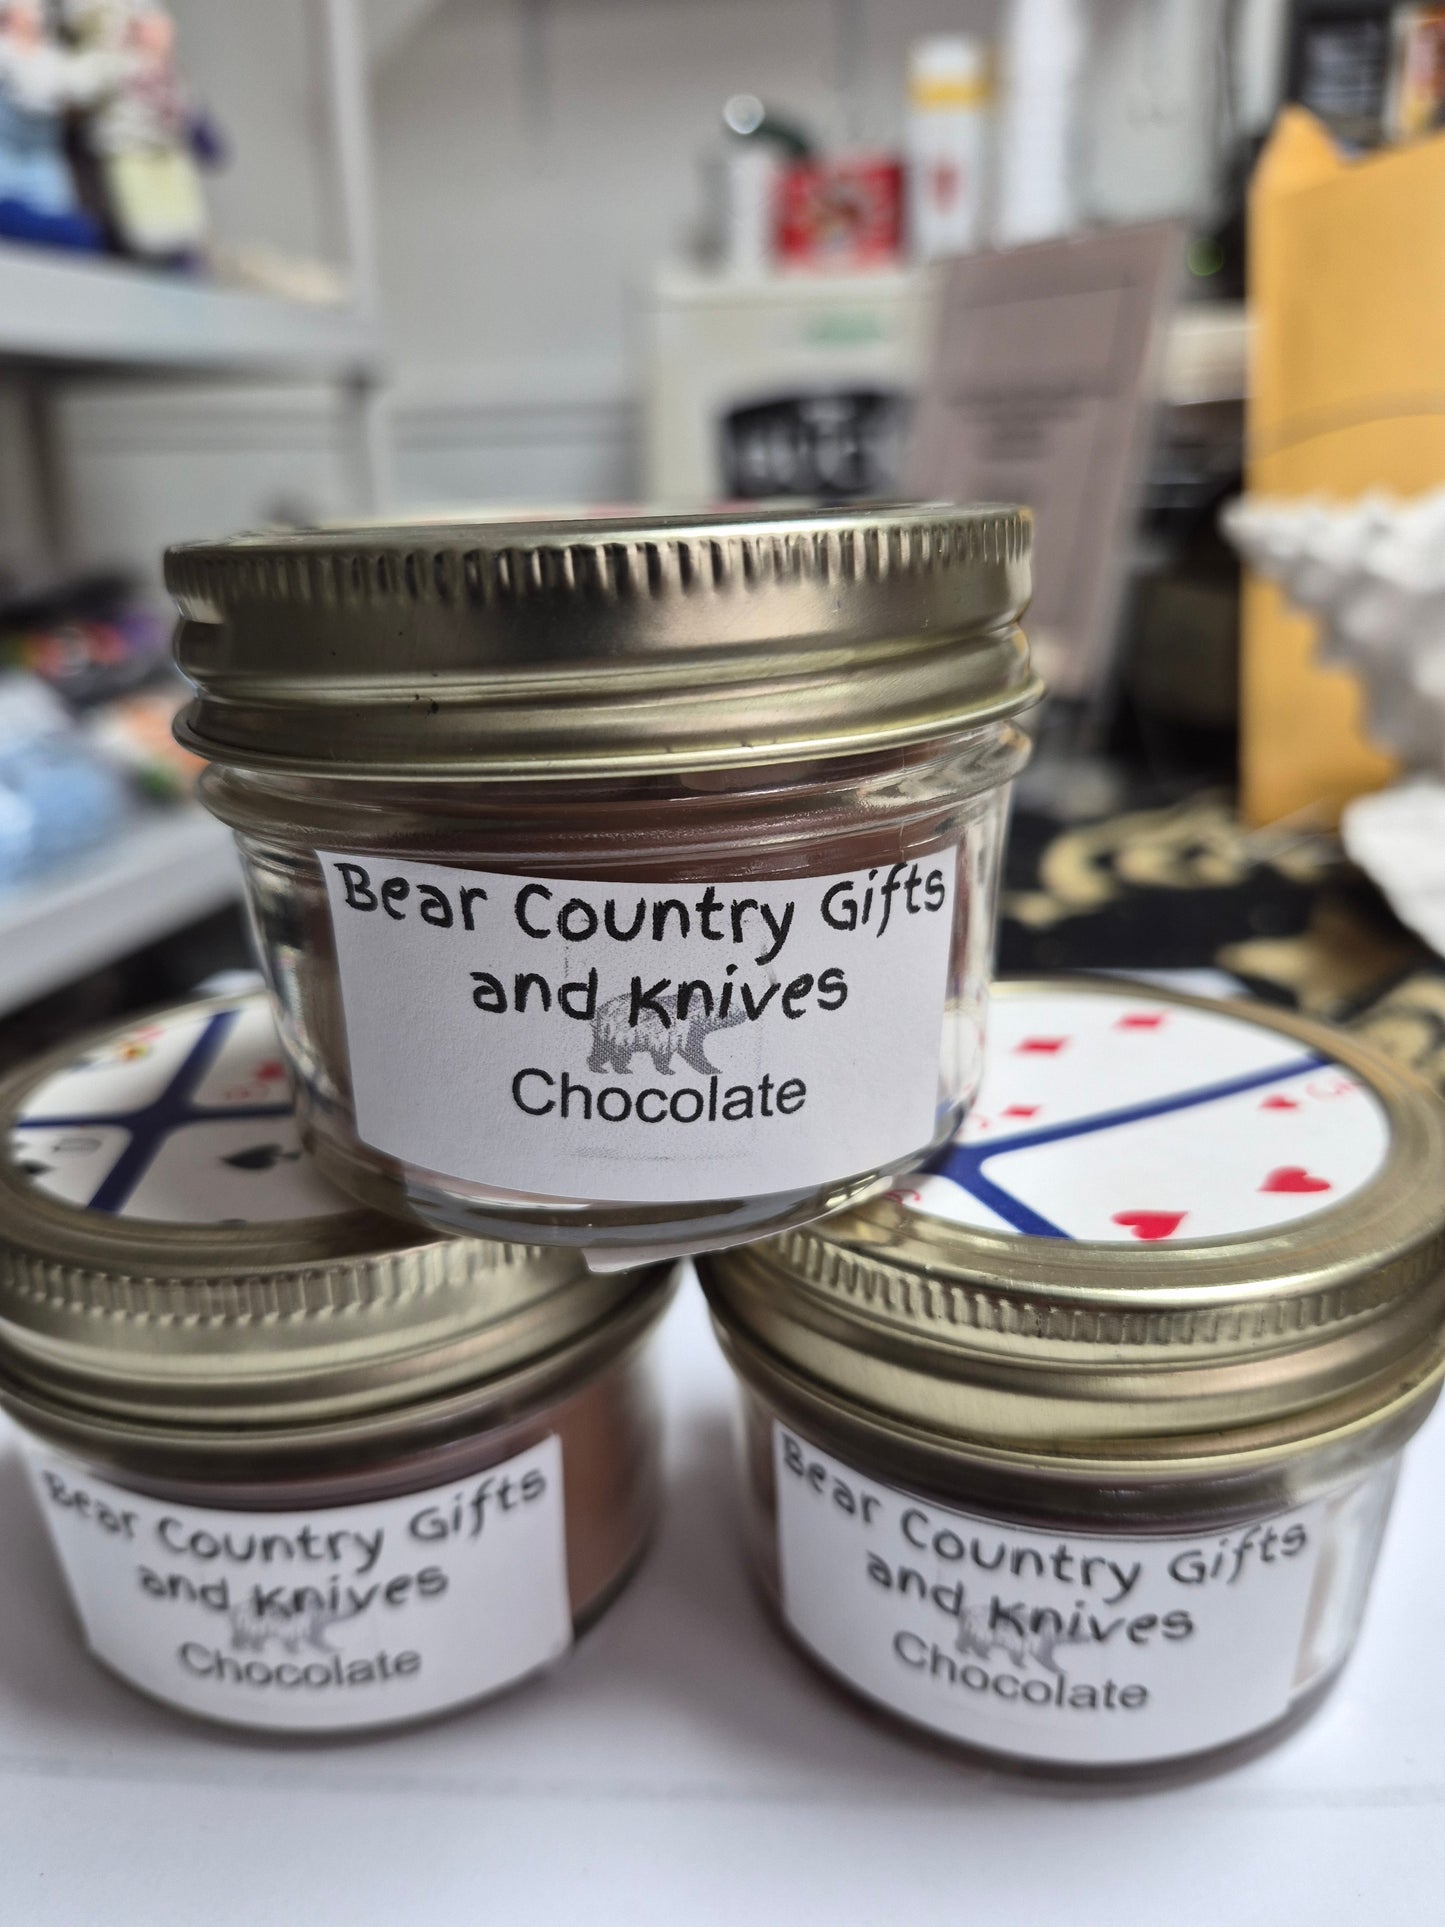 Bear Country Gifts
and Knives
Chocolate
Bear Country Gifts
and Knives
Chocolate
Bear Country Gifts
and Knives
Chocolate